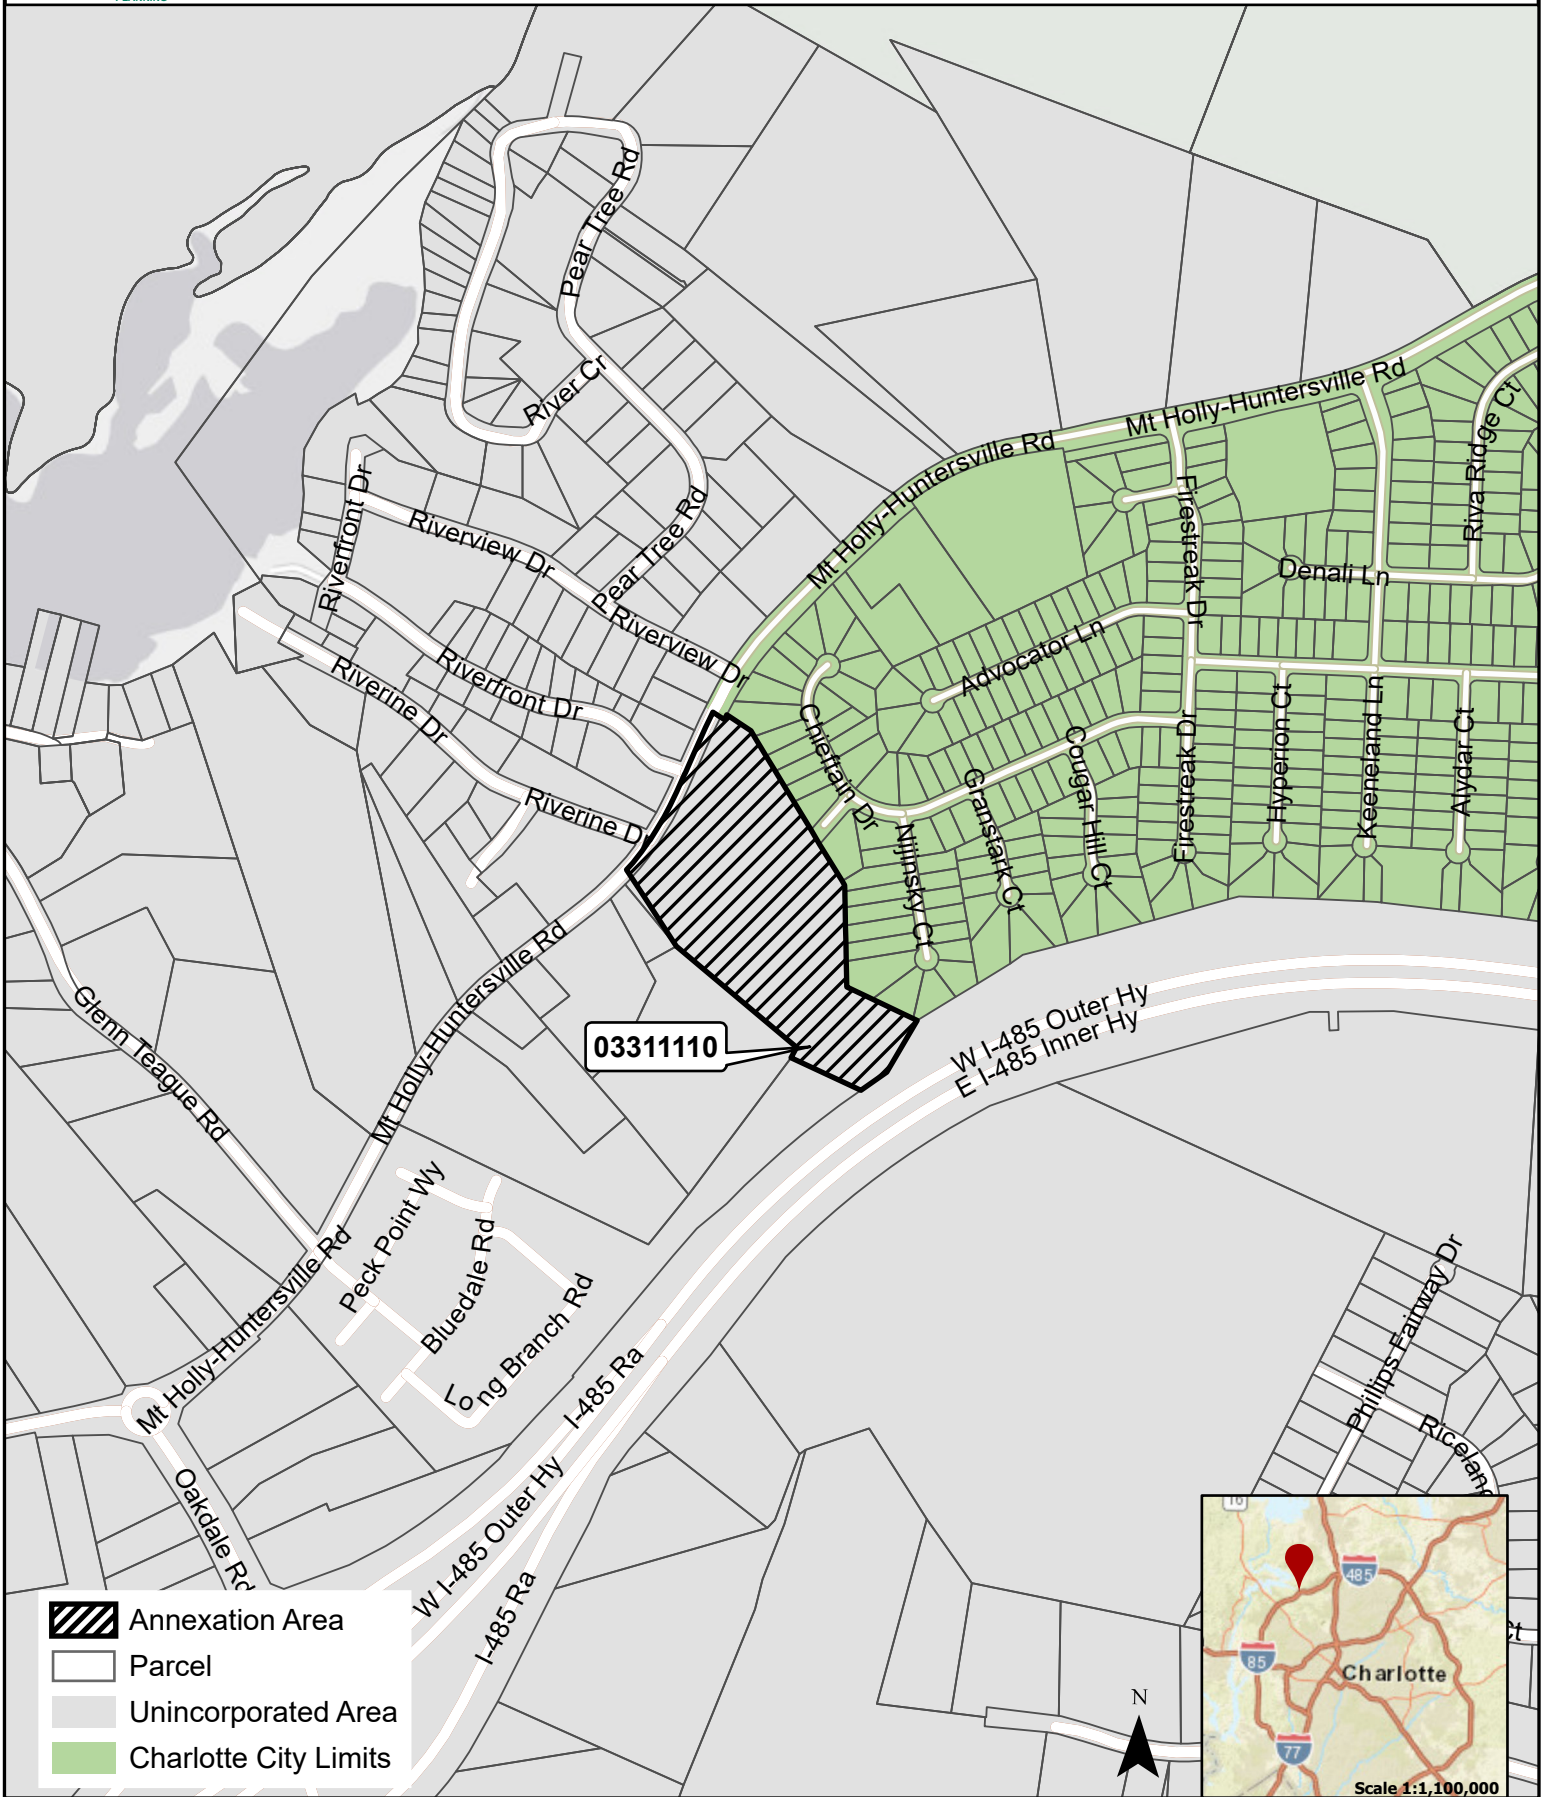 Pear Tree Rd
River Cr
Mt Holly-Huntersville Rd
Mt Holly-Huntersville Rd
Riva Ridge Ct
Riverfront Dr
Riverview Dr
Pear Tree Rd
Firestreak Dr
Denali Ln
Riverview Dr
Advocator Ln
Riverfront Dr
Riverine Dr
Chieftain Dr
Cougar Hill Ct
Firestreak Dr
Hyperion Ct
Keeneland Ln
Alydar Ct
Granstark Ct
Nijinsky Ct
Riverine Dr
Mt Holly-Huntersville Rd
Glenn Teague Rd
03311110
W I-485 Outer Hy
E I-485 Inner Hy
Peck Point Wy
Bluedale Rd
Long Branch Rd
Mt Holly-Huntersville Rd
I-485 Ra
Phillips Fairway Dr
Oakdale Rd
W I-485 Outer Hy
I-485 Ra
Annexation Area
Parcel
Unincorporated Area
Charlotte City Limits
N
16
485
85
Charlotte
77
Scale 1:1,100,000